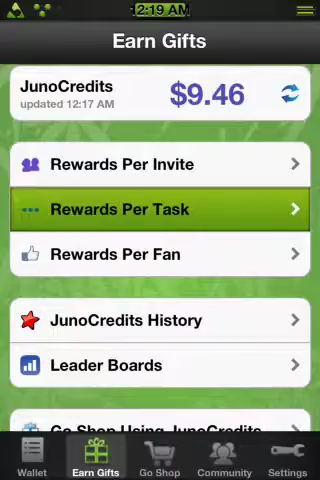 12:19 AM
Earn Gifts
JunoCredits
updated 12:17 AM
$9.46
Rewards Per Invite
Rewards Per Task
Rewards Per Fan
JunoCredits History
Leader Boards
Go Shop Using JunoCredits
Wallet Earn Gifts Go Shop Community Settings